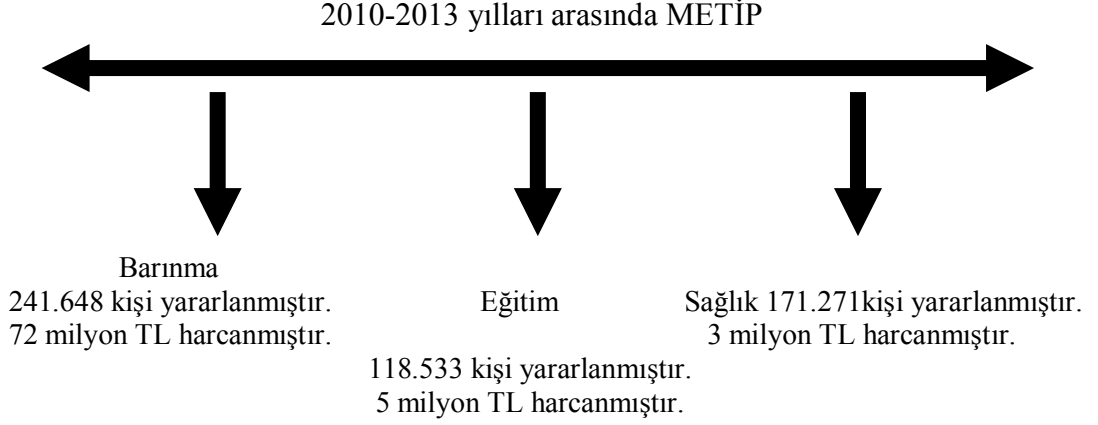 2010-2013 yılları arasında METİP
Barınma
241.648 kişi yararlanmıştır.
72 milyon TL harcanmıştır.
Eğitim
118.533 kişi yararlanmıştır.
5 milyon TL harcanmıştır.
Sağlık 171.271kişi yararlanmıştır.
3 milyon TL harcanmıştır.